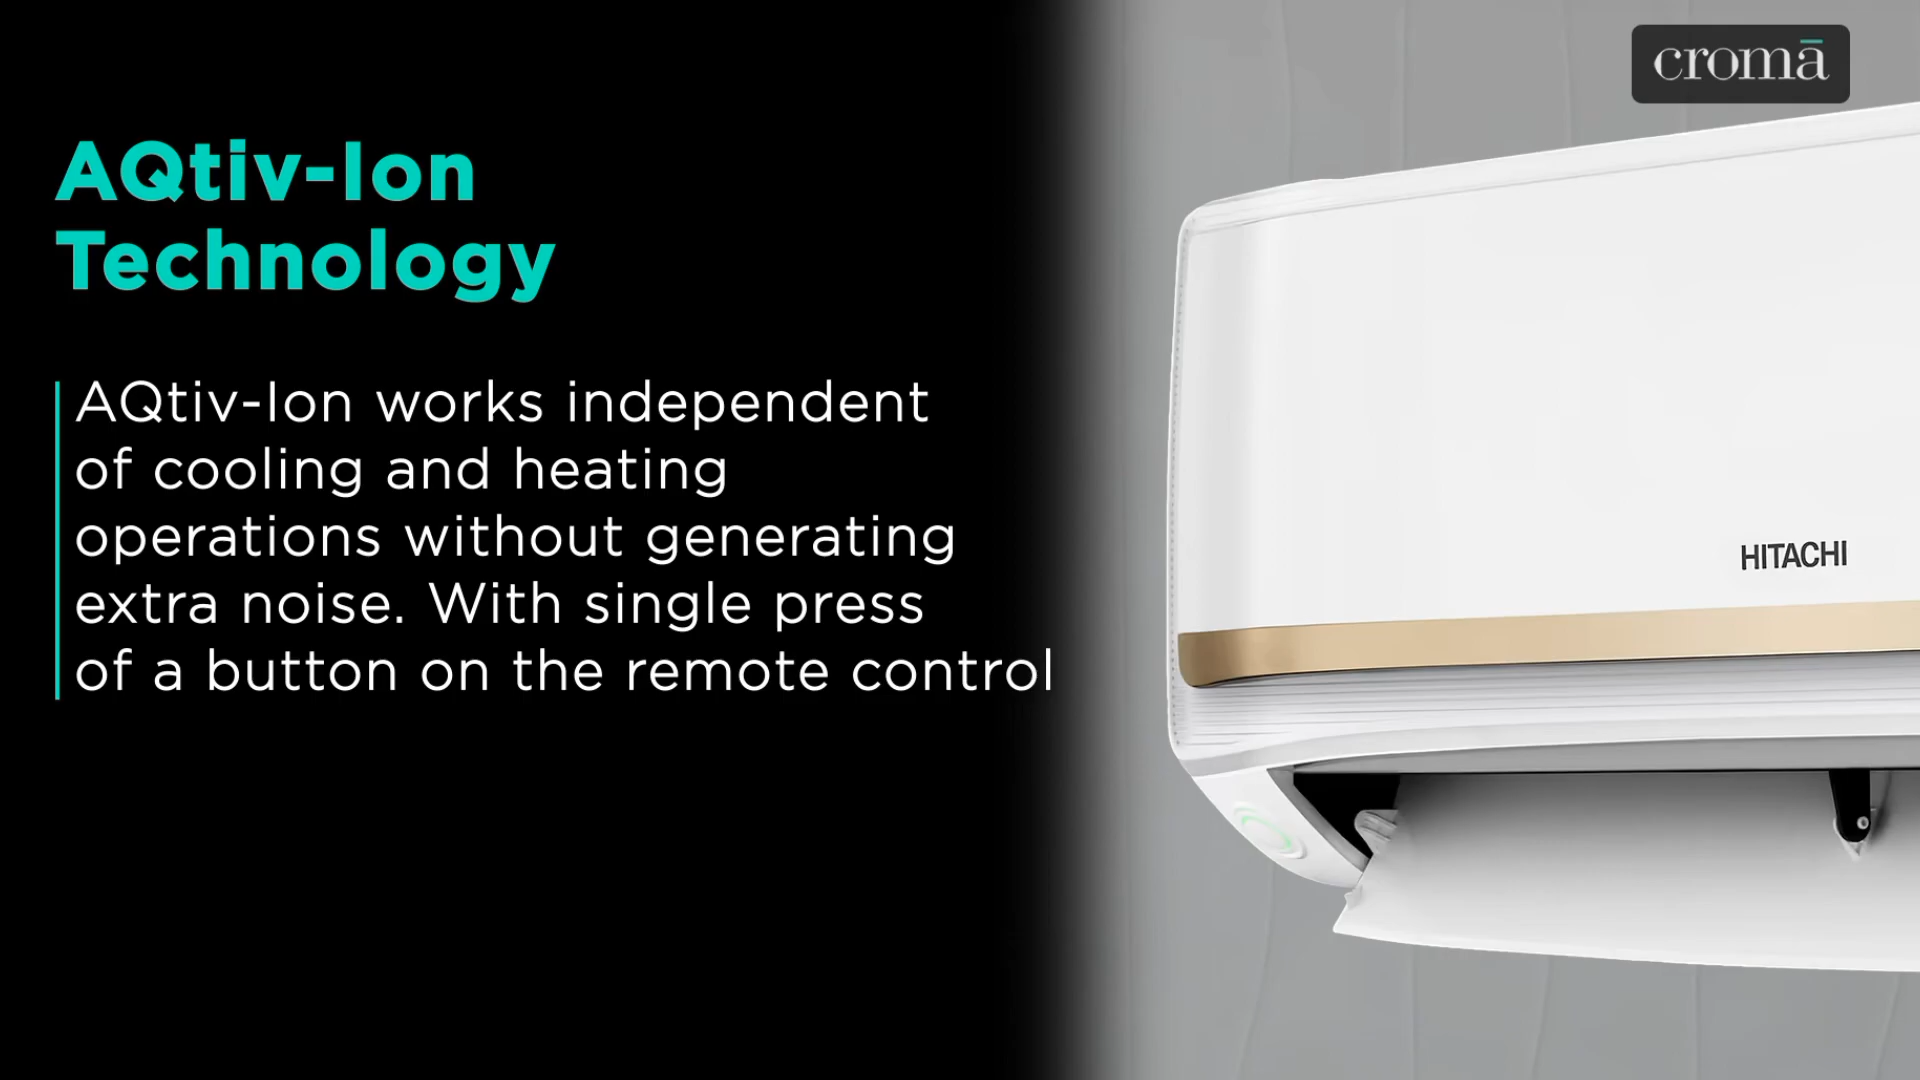 cromā
AQtiv-Ion
Technology
AQtiv-Ion works independent
of cooling and heating
operations without generating
extra noise. With single press
of a button on the remote control
HITACHI